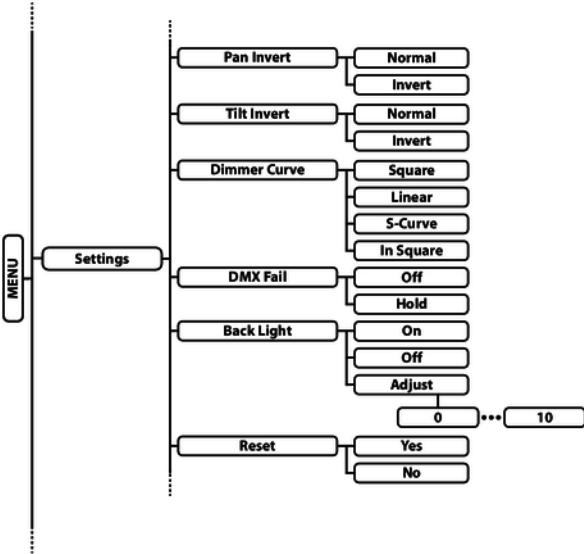 Pan Invert
Normal
Invert
Tilt Invert
Normal
Invert
Dimmer Curve
Square
Linear
S-Curve
In Square
MENU
Settings
DMX Fail
Off
Hold
Back Light
On
Off
Adjust
0 ••• 10
Reset
Yes
No